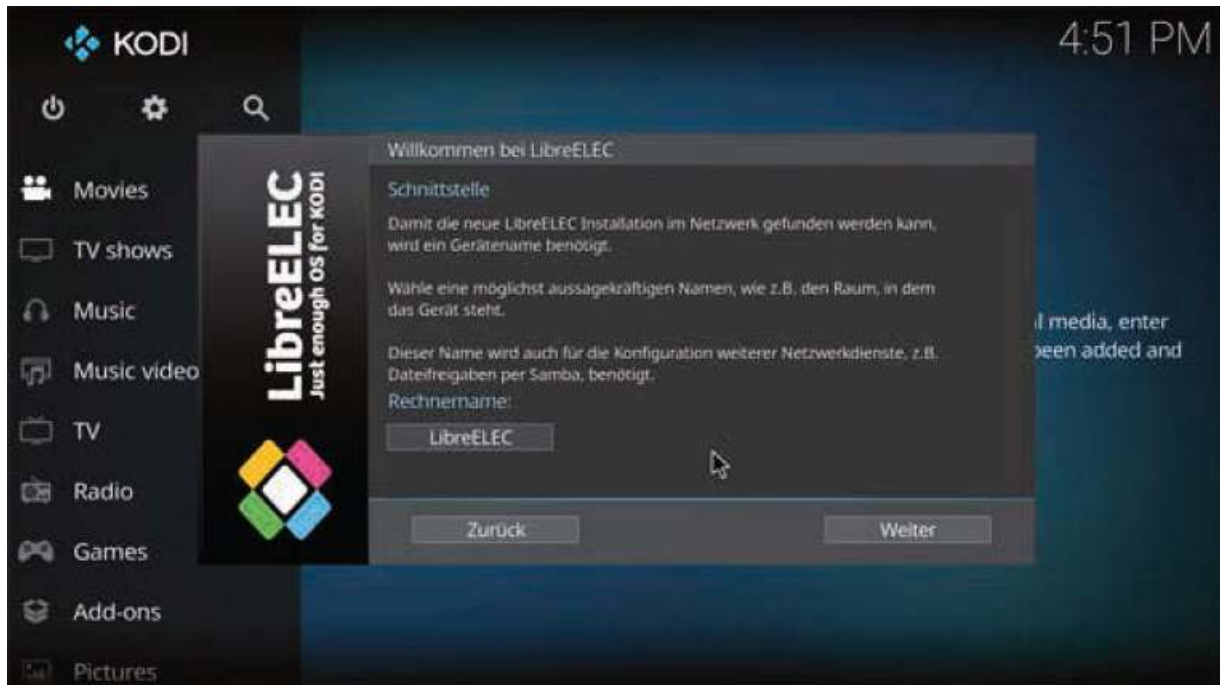 KODI
4:51 PM
Movies
TV shows
Music
Music video
TV
Radio
Games
Add-ons
Pictures
LibreELEC
Just enough OS for KODI
Willkommen bei LibreELEC
Schnittstelle
Damit die neue LibreELEC Installation im Netzwerk gefunden werden kann,
wird ein Gerätename benötigt.
Wähle eine möglichst aussagekräftigen Namen, wie z.B. den Raum, in dem
das Gerät steht.
Dieser Name wird auch für die Konfiguration weiterer Netzwerkdienste, z.B.
Dateifreigaben per Samba, benötigt.
Rechnername:
LibreELEC
Zurück
Weiter
media, enter
been added and